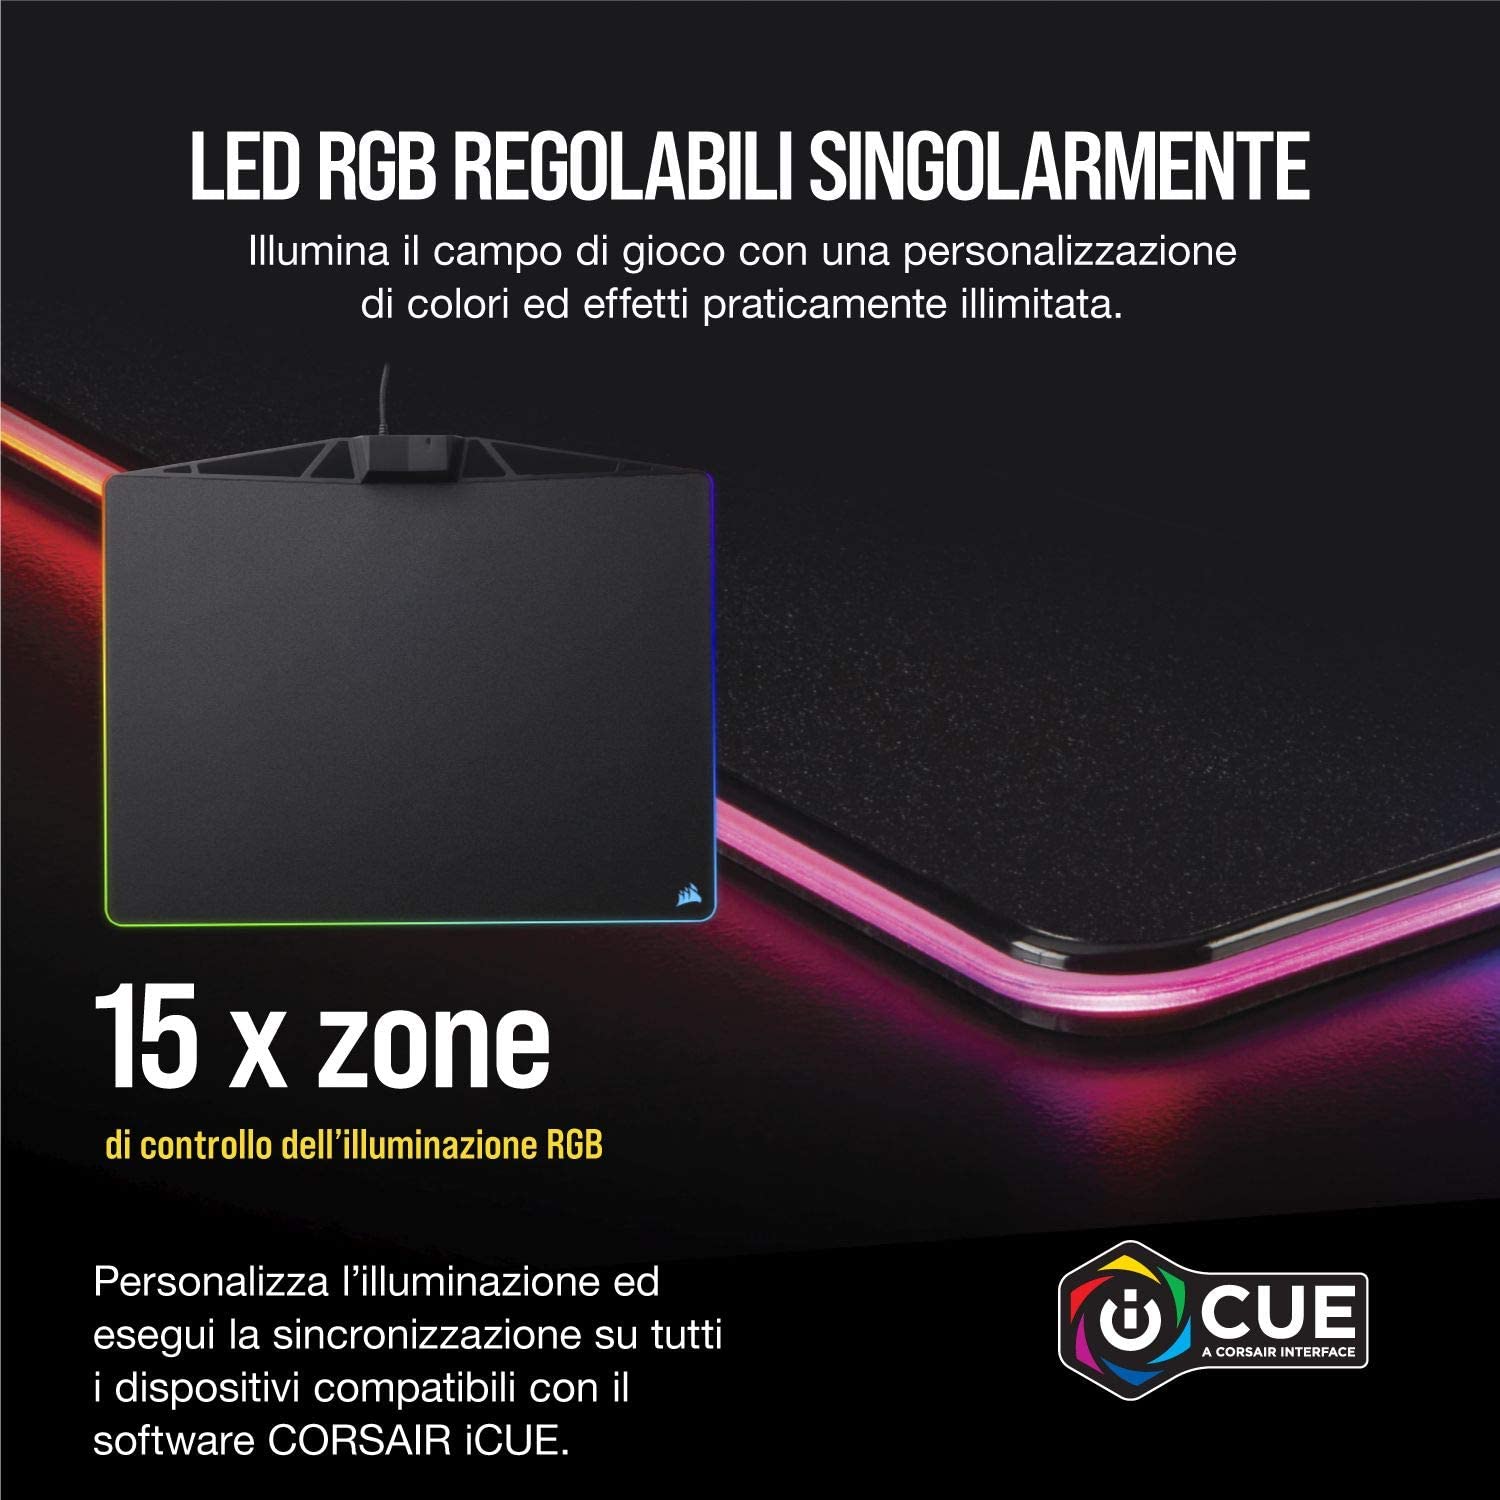 LED RGB REGOLABILI SINGOLARMENTE
Illumina il campo di gioco con una personalizzazione
di colori ed effetti praticamente illimitata.
15 x zone
di controllo dell’illuminazione RGB
Personalizza l’illuminazione ed
esegui la sincronizzazione su tutti
i dispositivi compatibili con il
software CORSAIR iCUE.
iCUE
A CORSAIR INTERFACE